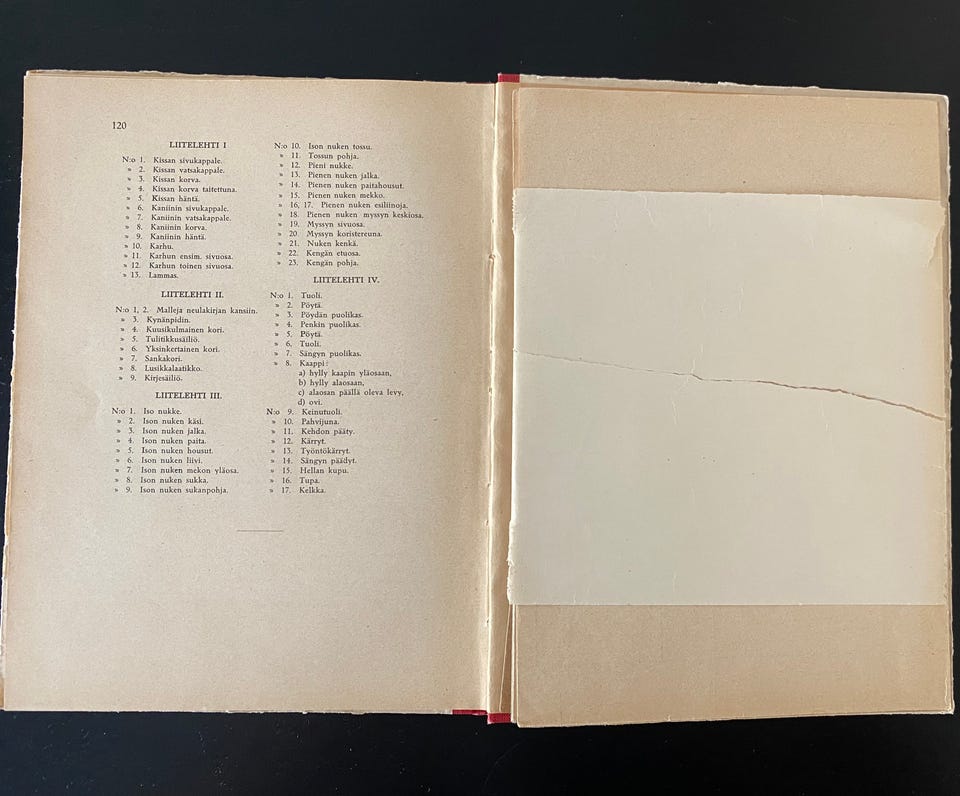 120
LIITELEHTI I
N:o 1. Kissan sivukappale.
» 2. Kissan vatsakappale.
» 3. Kissan korva.
» 4. Kissan korva taitettuna.
» 5. Kissan häntä.
» 6. Kaniinin sivukappale.
» 7. Kaniinin vatsakappale.
» 8. Kaniinin korva.
» 9. Kaniinin häntä.
» 10. Karhu.
» 11. Karhun ensim. sivuosa.
» 12. Karhun toinen sivuosa.
» 13. Lammas.
LIITELEHTI II.
N:o 1, 2. Malleja neulakirjan kansiin.
» 3. Kynänpidin.
» 4. Kuusikulmainen kori.
» 5. Tulitikkusäiliö.
» 6. Yksinkertainen kori.
» 7. Sankakori.
» 8. Lusikkalaatikko.
» 9. Kirjesäiliö.
LIITELEHTI III.
N:o 1. Iso nukke.
» 2. Ison nuken käsi.
» 3. Ison nuken jalka.
» 4. Ison nuken paita.
» 5. Ison nuken housut.
» 6. Ison nuken liivi.
» 7. Ison nuken mekon yläosa.
» 8. Ison nuken sukka.
» 9. Ison nuken sukanpohja.
N:o 10. Ison nuken tossu.
» 11. Tossun pohja.
» 12. Pieni nukke.
» 13. Pienen nuken jalka.
» 14. Pienen nuken paitahousut.
» 15. Pienen nuken mekko.
» 16, 17. Pienen nuken esiliinoja.
» 18. Pienen nuken myssyn keskiosa.
» 19. Myssyn sivuosa.
» 20. Myssyn koristereuna.
» 21. Nuken kenkä.
» 22. Kengän etuosa.
» 23. Kengän pohja.
LIITELEHTI IV.
N:o 1. Tuoli.
» 2. Pöytä.
» 3. Pöydän puolikas.
» 4. Penkin puolikas.
» 5. Pöytä.
» 6. Tuoli.
» 7. Sängyn puolikas.
» 8. Kaappi:
a) hylly kaapin yläosaan,
b) hylly alaosaan,
c) alaosan päällä oleva levy,
d) ovi.
N:o 9. Keinutuoli.
» 10. Pahvijuna.
» 11. Kehdon pääty.
» 12. Kärryt.
» 13. Työntökärryt.
» 14. Sängyn päädyt.
» 15. Hellan kupu.
» 16. Tupa.
» 17. Kelkka.